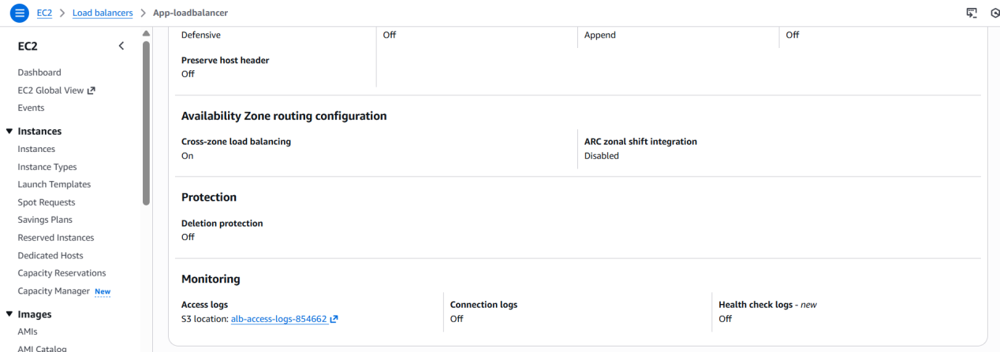 EC2 > Load balancers > App-loadbalancer
EC2
Dashboard
EC2 Global View
Events
Instances
Instances
Instance Types
Launch Templates
Spot Requests
Savings Plans
Reserved Instances
Dedicated Hosts
Capacity Reservations
Capacity Manager New
Images
AMIs
AMI Catalog
Defensive
Off
Append
Off
Preserve host header
Off
Availability Zone routing configuration
Cross-zone load balancing
On
ARC zonal shift integration
Disabled
Protection
Deletion protection
Off
Monitoring
Access logs
S3 location: alb-access-logs-854662
Connection logs
Off
Health check logs - new
Off